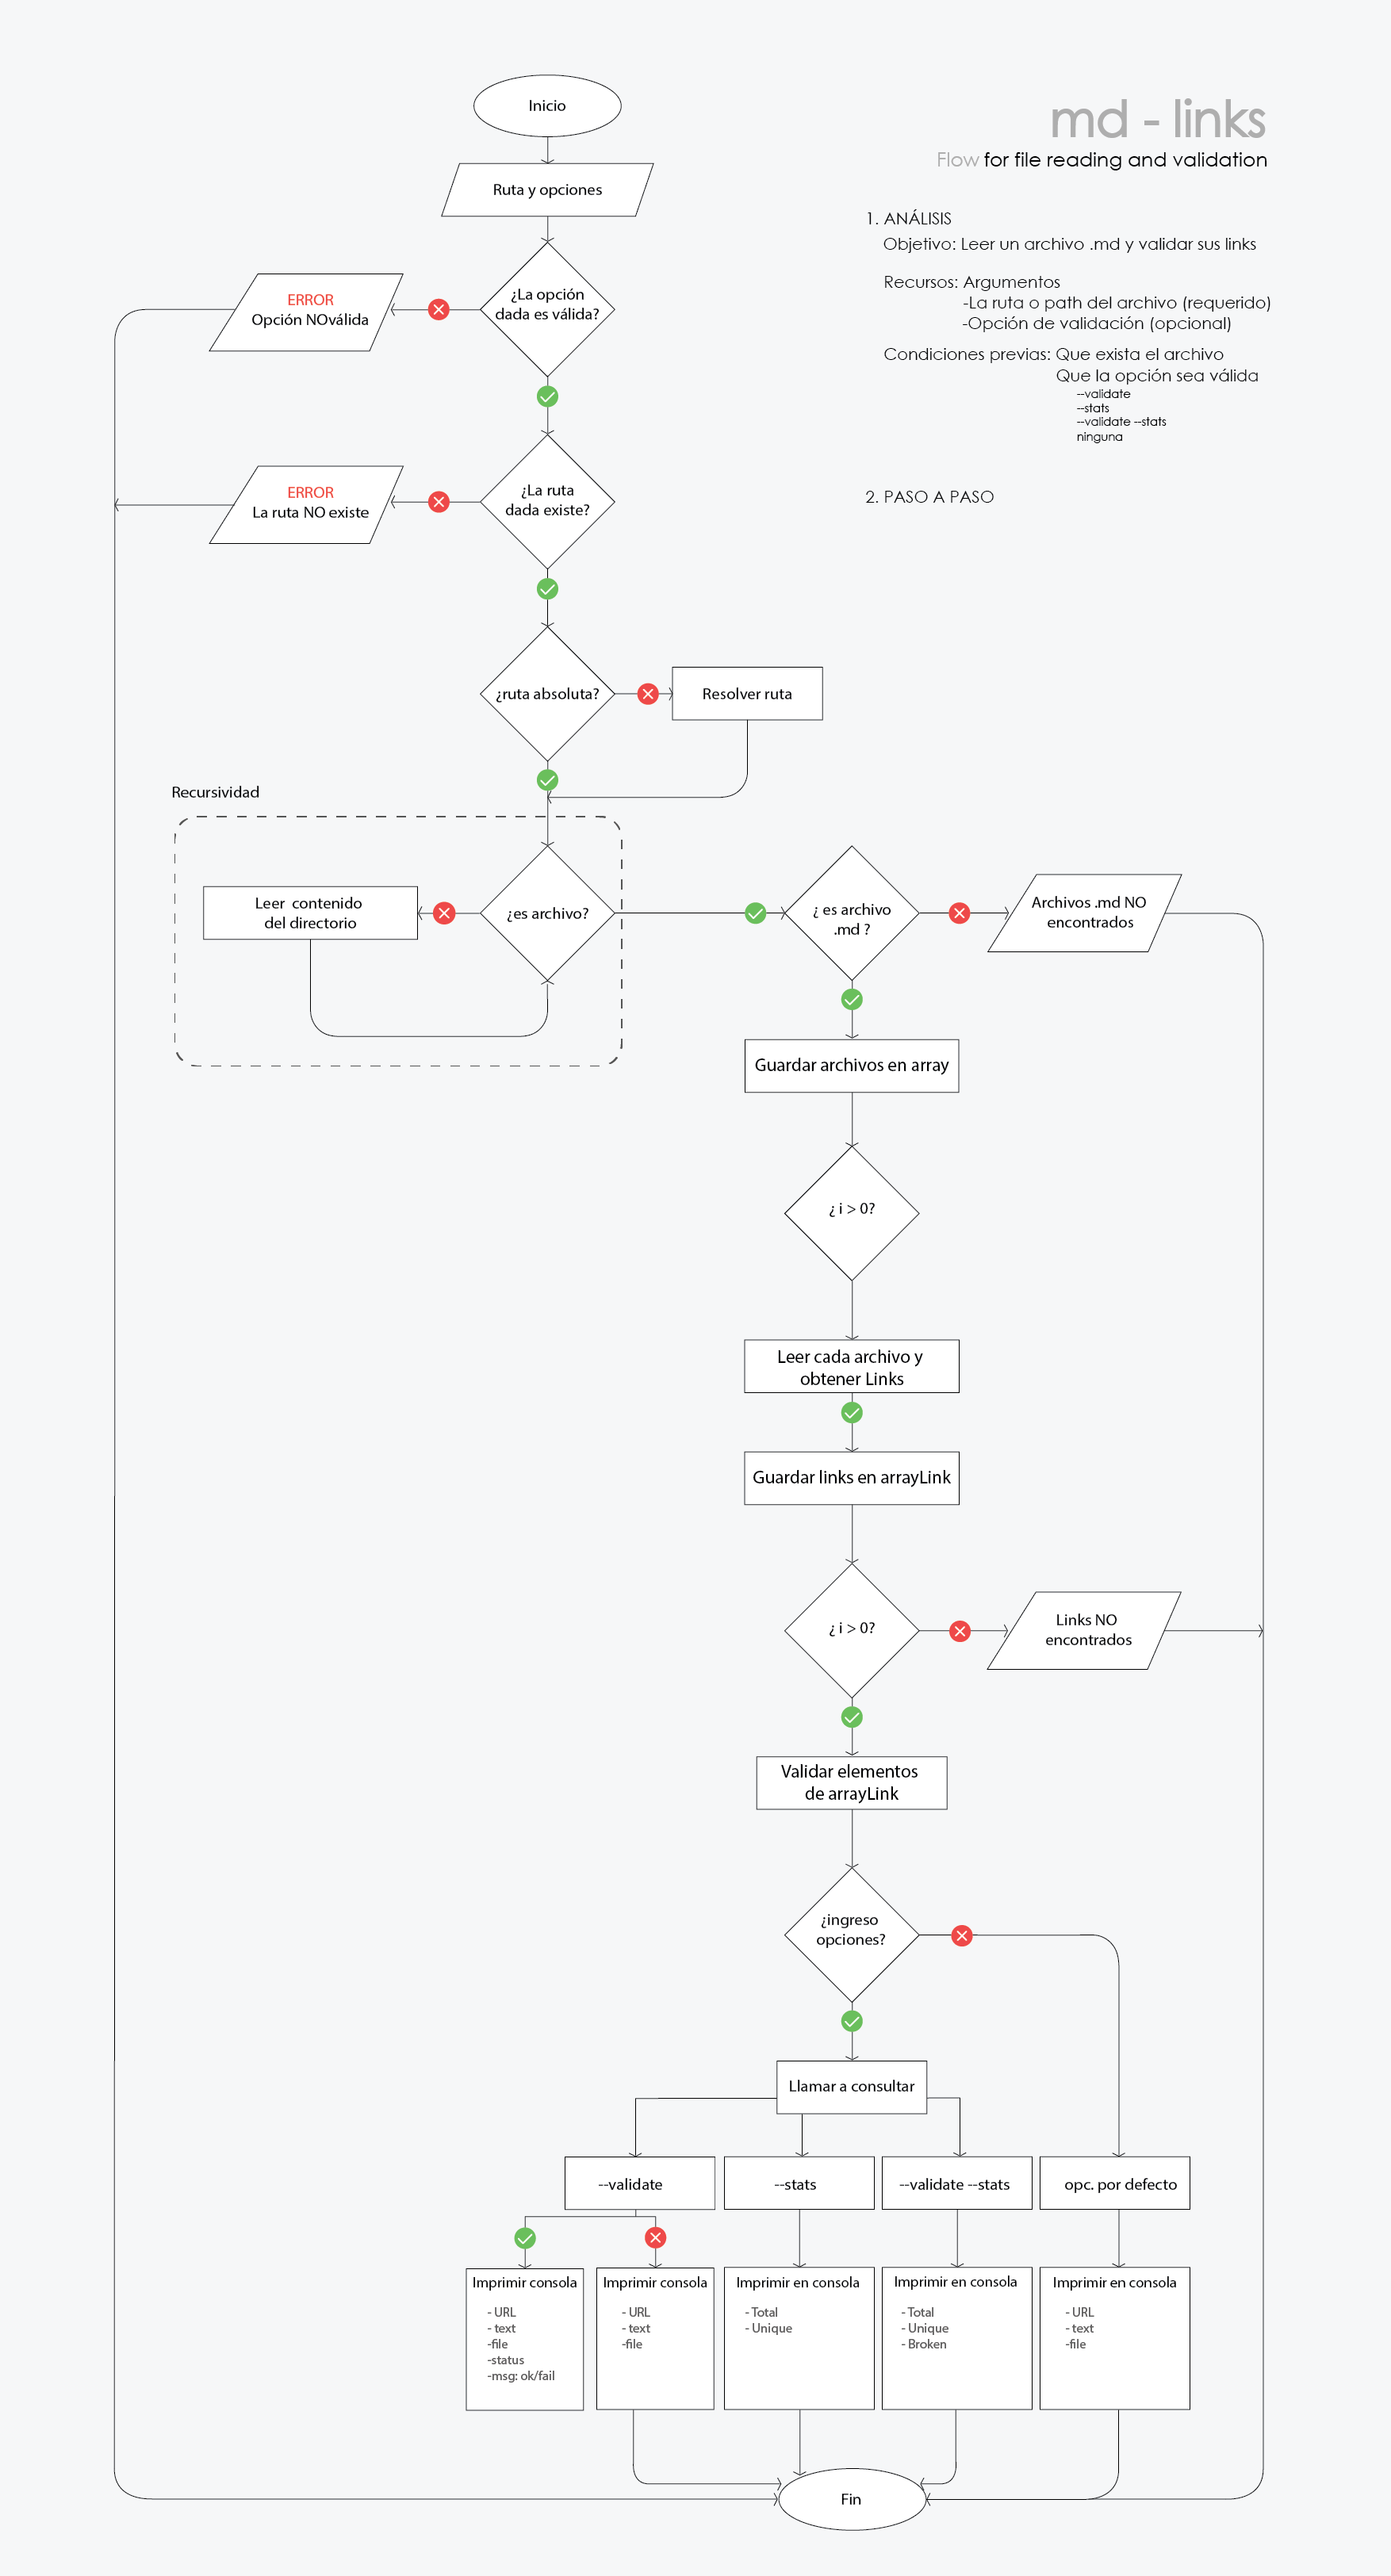 md - links
Flow for file reading and validation
1. ANÁLISIS
Objetivo: Leer un archivo .md y validar sus links
Recursos: Argumentos
-La ruta o path del archivo (requerido)
-Opción de validación (opcional)
Condiciones previas: Que exista el archivo
Que la opción sea válida
--validate
--stats
--validate --stats
ninguna
2. PASO A PASO
Inicio
Ruta y opciones
¿La opción
dada es válida?
ERROR
Opción NOválida
¿La ruta
dada existe?
ERROR
La ruta NO existe
¿ruta absoluta?
Resolver ruta
Recursividad
¿es archivo?
Leer contenido
del directorio
¿ es archivo
.md ?
Archivos .md NO
encontrados
Guardar archivos en array
¿ i > 0?
Leer cada archivo y
obtener Links
Guardar links en arrayLink
¿ i > 0?
Links NO
encontrados
Validar elementos
de arrayLink
¿ingreso
opciones?
Llamar a consultar
--validate
--stats
--validate --stats
opc. por defecto
Imprimir consola
- URL
- text
-file
-status
-msg: ok/fail
Imprimir consola
- URL
- text
-file
Imprimir en consola
- Total
- Unique
Imprimir en consola
- Total
- Unique
- Broken
Imprimir en consola
- URL
- text
-file
Fin